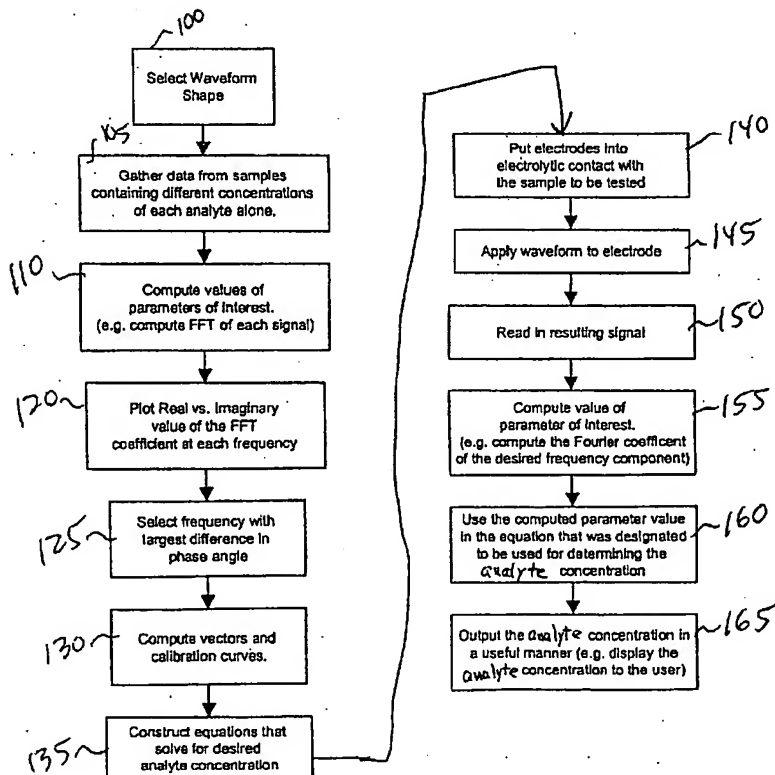 100
Select Waveform
Shape
105
Gather data from samples
containing different concentrations
of each analyte alone.
110
Compute values of
parameters of Interest.
(e.g. compute FFT of each signal)
120
Plot Real vs. Imaginary
value of the FFT
coefficient at each frequency
125
Select frequency with
largest difference in
phase angle
130
Compute vectors and
calibration curves.
135
Construct equations that
solve for desired
analyte concentration
140
Put electrodes into
electrolytic contact with
the sample to be tested
145
Apply waveform to electrode
150
Read in resulting signal
155
Compute value of
parameter of Interest.
(e.g. compute the Fourier coefficent
of the desired frequency component)
160
Use the computed parameter value
in the equation that was designated
to be used for determining the
analyte concentration
165
Output the analyte concentration in
a useful manner (e.g. display the
analyte concentration to the user)